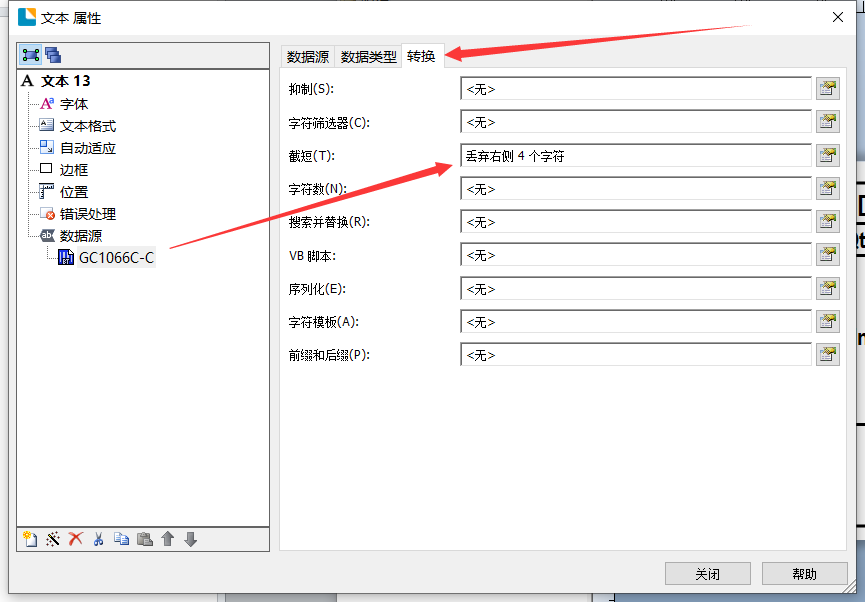 文本 属性
A 文本 13
字体
文本格式
自动适应
边框
位置
错误处理
数据源
GC1066C-C
数据源 数据类型 转换
抑制(S): <无>
字符筛选器(C): <无>
截短(T): 丢弃右侧 4 个字符
字符数(N): <无>
搜索并替换(R): <无>
VB 脚本: <无>
序列化(E): <无>
字符模板(A): <无>
前缀和后缀(P): <无>
关闭 帮助